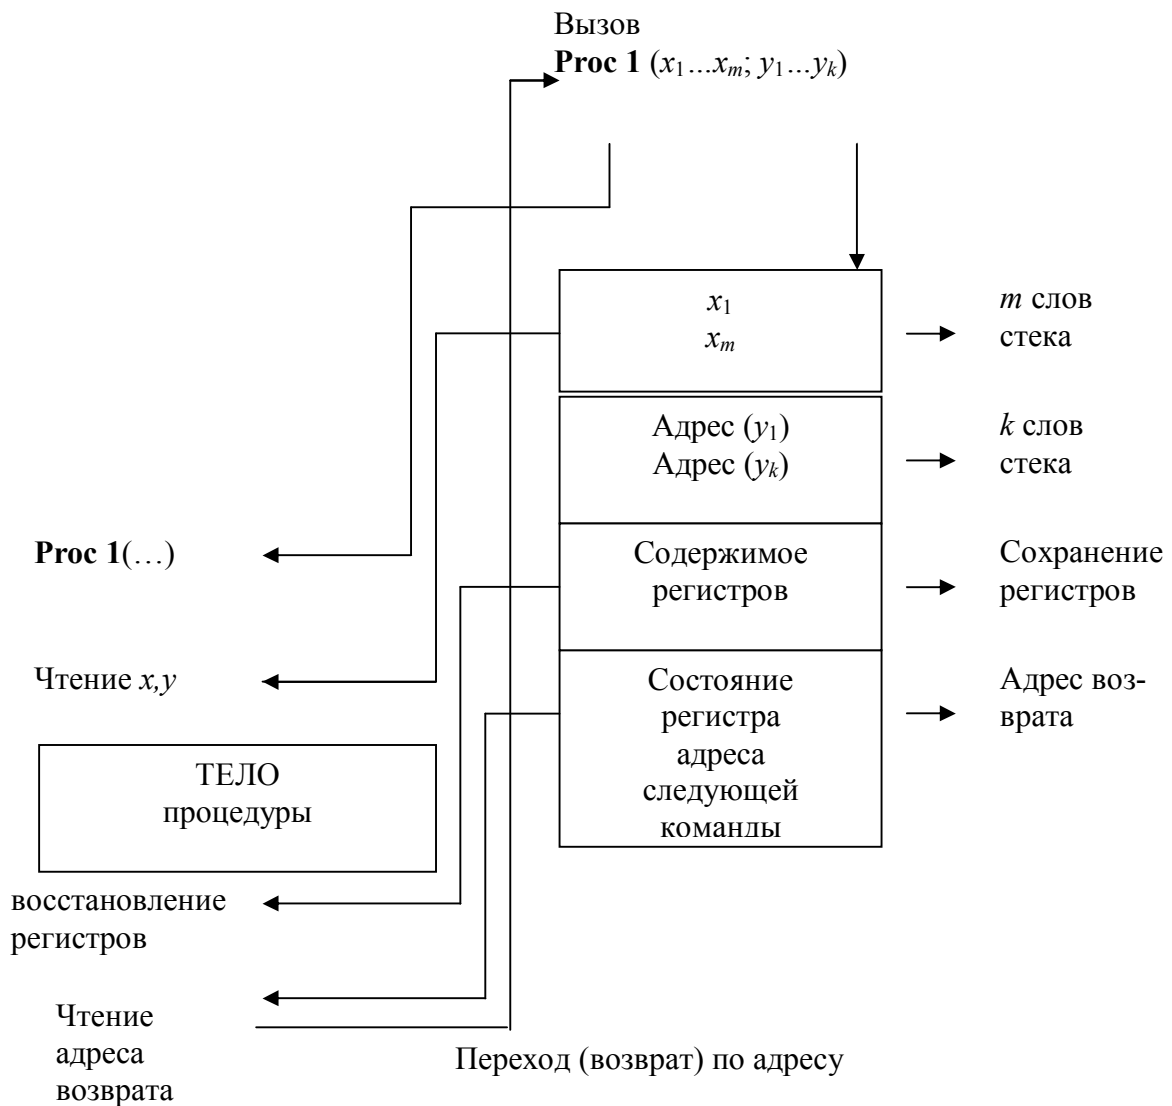 Вызов
Proc 1 (x1…xm; y1…yk)
x1
xm
m слов
стека
Адрес (y1)
Адрес (yk)
k слов
стека
Proc 1(…)
Содержимое
регистров
Сохранение
регистров
Чтение x,y
Состояние
регистра
адреса
следующей
команды
Адрес воз-
врата
ТЕЛО
процедуры
восстановление
регистров
Чтение
адреса
возврата
Переход (возврат) по адресу